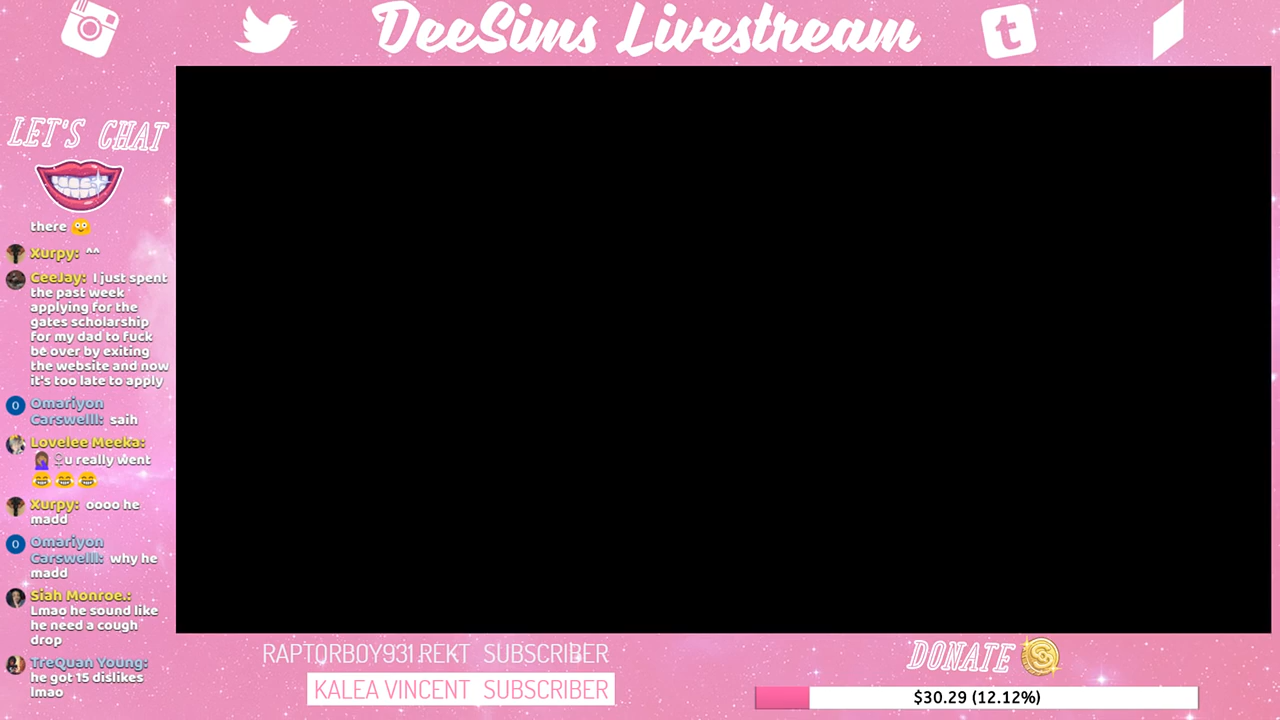 DeeSims Livestream
LET'S CHAT
there
Xurpy: ^^
CeeJay: I just spent
the past week
applying for the
gates scholarship
for my dad to fuck
be over by exiting
the website and now
it's too late to apply
O
Omariyon
Carswelll: saih
Lovelee Meeka:
u really went
Xurpy: oooo he
madd
O
Omariyon
Carswelll: why he
madd
Siah Monroe.:
Lmao he sound like
he need a cough
drop
TreQuan Young:
he got 15 dislikes
lmao
RAPTORBOY931.REKT SUBSCRIBER
KALEA VINCENT SUBSCRIBER
DONATE
$30.29 (12.12%)